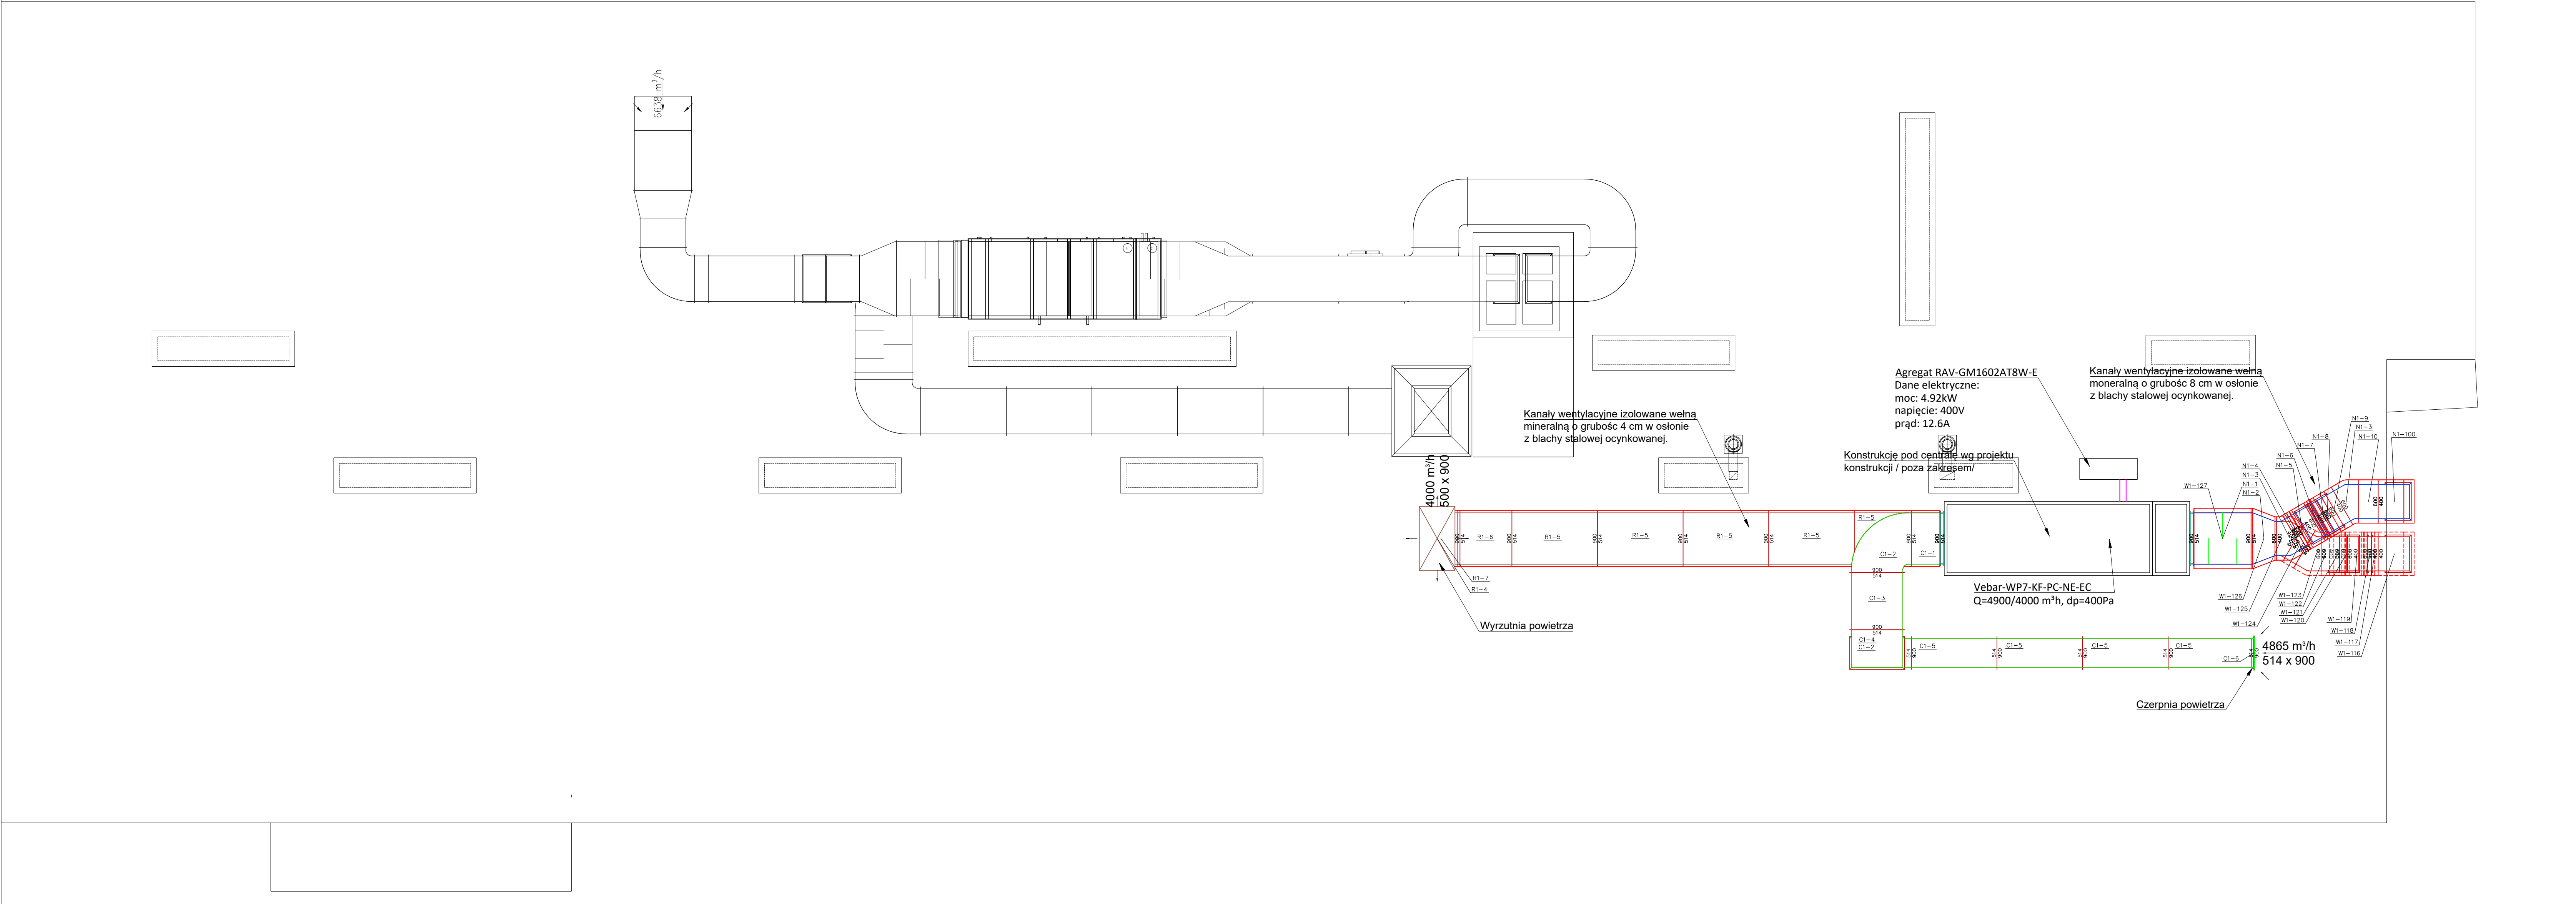 6638 m³/h
Agregat RAV-GM1602AT8W-E
Dane elektryczne:
moc: 4.92kW
napięcie: 400V
prąd: 12.6A
Kanały wentylacyjne izolowane wełną
moneralną o grubośc 8 cm w osłonie
z blachy stalowej ocynkowanej.
Kanały wentylacyjne izolowane wełną
mineralną o grubośc 4 cm w osłonie
z blachy stalowej ocynkowanej.
Konstrukcję pod centralę wg projektu
konstrukcji / poza zakresem/
4000 m³/h
500 x 900
N1-9
N1-3
N1-8
N1-10
N1-100
N1-7
N1-6
N1-5
N1-4
N1-3
N1-1
N1-2
W1-127
R1-6
R1-5
R1-5
R1-5
R1-5
R1-5
C1-2
C1-1
900
514
C1-3
900
514
C1-4
C1-2
R1-7
R1-4
Wyrzutnia powietrza
Vebar-WP7-KF-PC-NE-EC
Q=4900/4000 m³h, dp=400Pa
W1-126
W1-125
W1-124
W1-123
W1-122
W1-121
W1-120
W1-119
W1-118
W1-117
W1-116
C1-5
C1-5
C1-5
C1-5
C1-6
4865 m³/h
514 x 900
Czerpnia powietrza